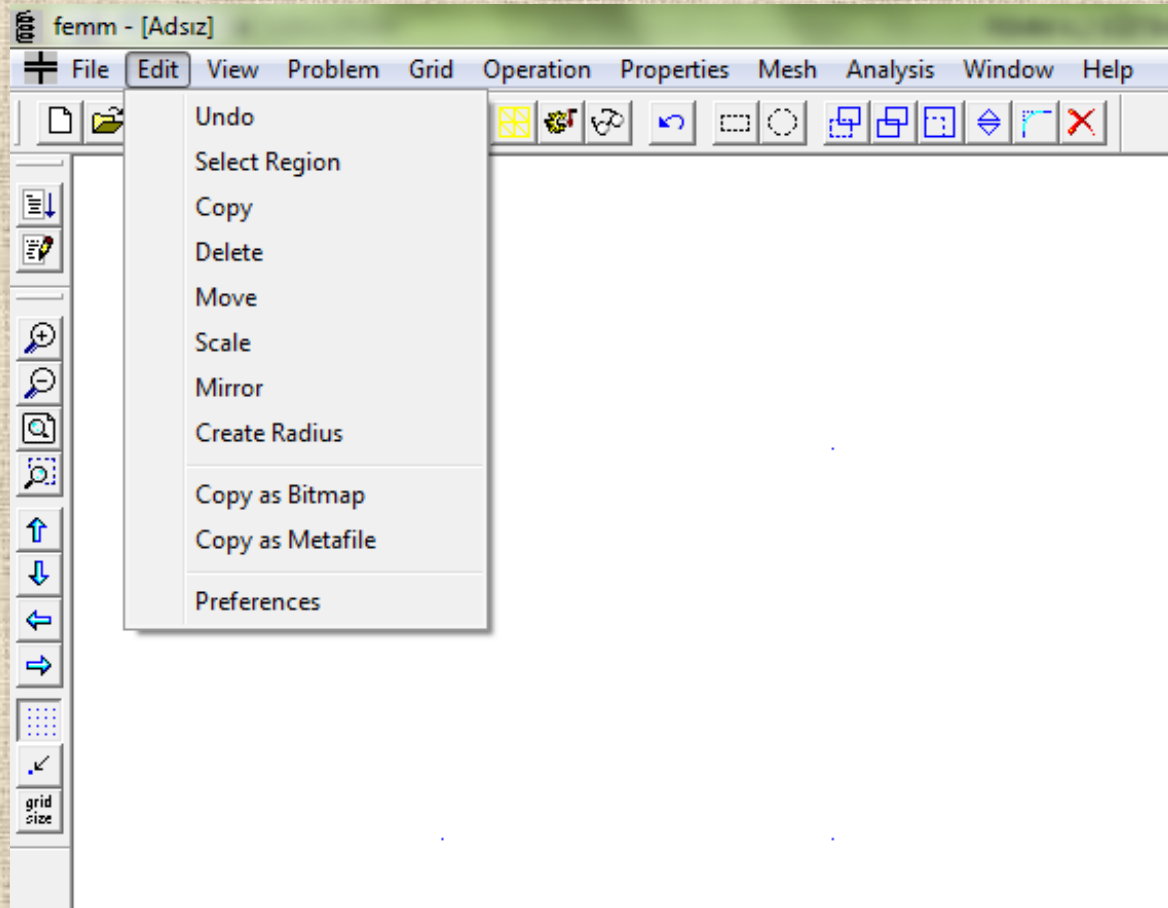 femm - [Adsız]
File Edit View Problem Grid Operation Properties Mesh Analysis Window Help
Undo
Select Region
Copy
Delete
Move
Scale
Mirror
Create Radius
Copy as Bitmap
Copy as Metafile
Preferences
grid
size